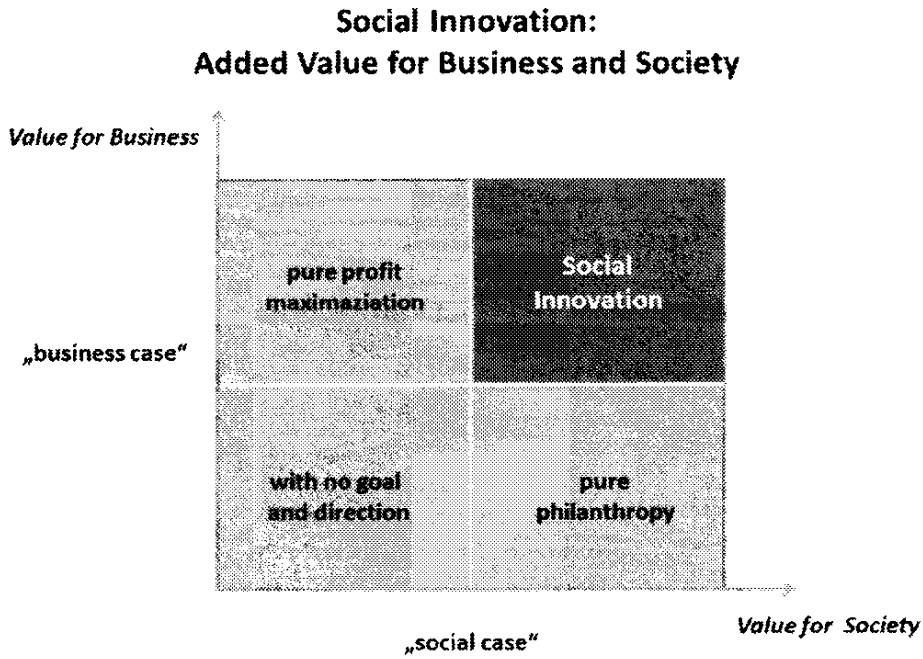 Social Innovation:
Added Value for Business and Society
Value for Business
pure profit
maximaziation
Social
Innovation
„business case“
with no goal
and direction
pure
philanthropy
„social case“
Value for Society